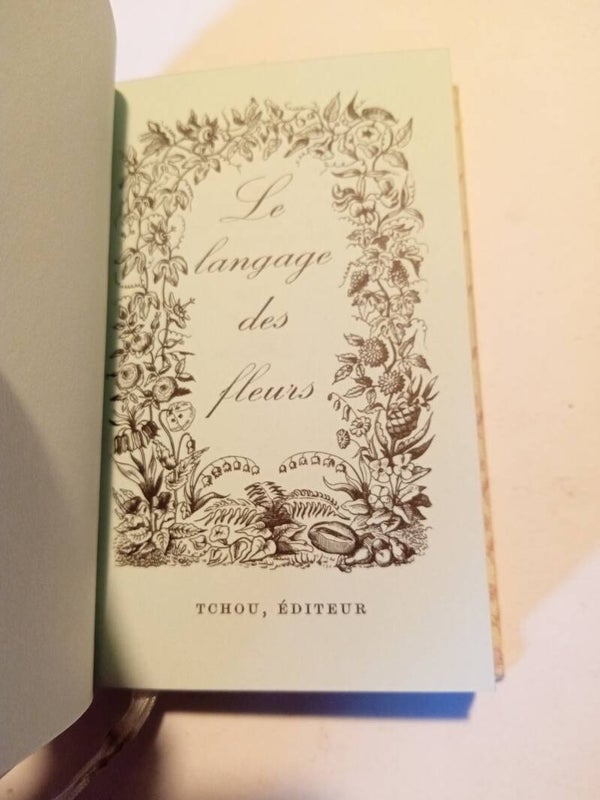 Le
langage
des
fleurs
TCHOU, ÉDITEUR